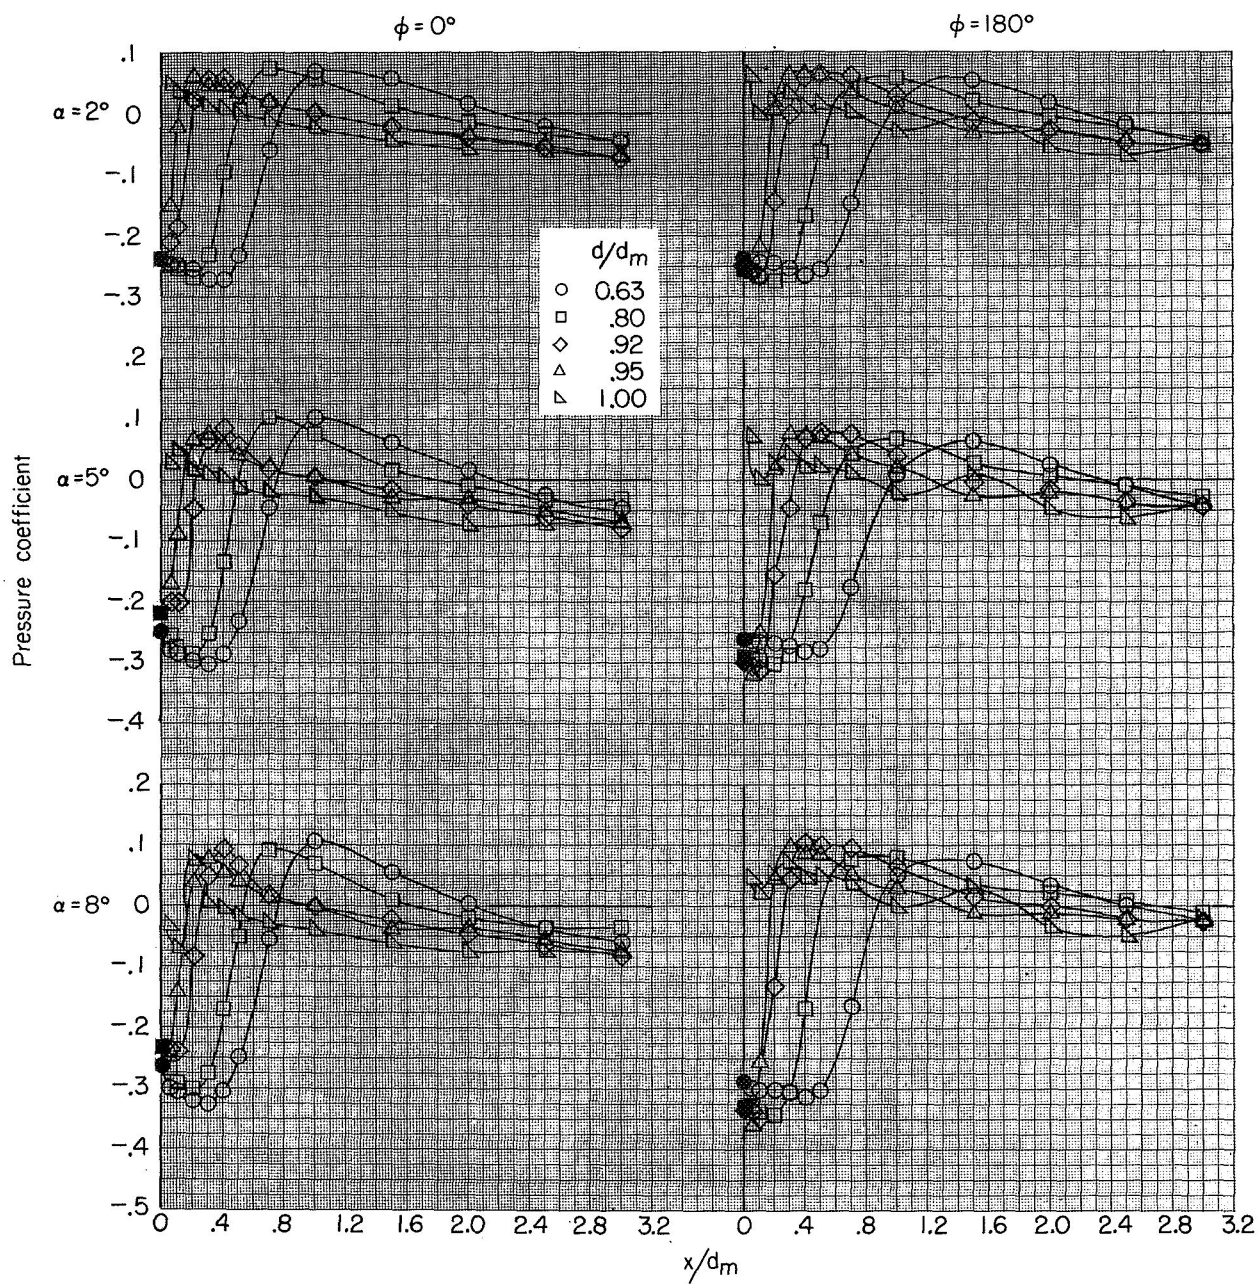 ϕ = 0°
ϕ = 180°
.1
α = 2° 0
-.1
-.2
-.3
.2
.1
α = 5° 0
-.1
-.2
-.3
-.4
.2
.1
α = 8° 0
-.1
-.2
-.3
-.4
-.5
Pressure coefficient
d/dm
0.63
.80
.92
.95
1.00
0 .4 .8 1.2 1.6 2.0 2.4 2.8 3.2
0 .4 .8 1.2 1.6 2.0 2.4 2.8 3.2
x/dm